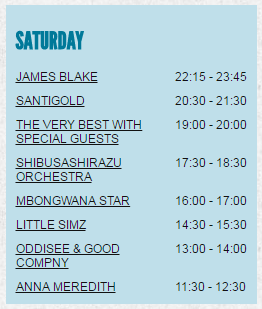 SATURDAY
JAMES BLAKE 22:15 - 23:45
SANTIGOLD 20:30 - 21:30
THE VERY BEST WITH 19:00 - 20:00
SPECIAL GUESTS
SHIBUSASHIRAZU 17:30 - 18:30
ORCHESTRA
MBONGWANA STAR 16:00 - 17:00
LITTLE SIMZ 14:30 - 15:30
ODDISEE & GOOD 13:00 - 14:00
COMPNY
ANNA MEREDITH 11:30 - 12:30